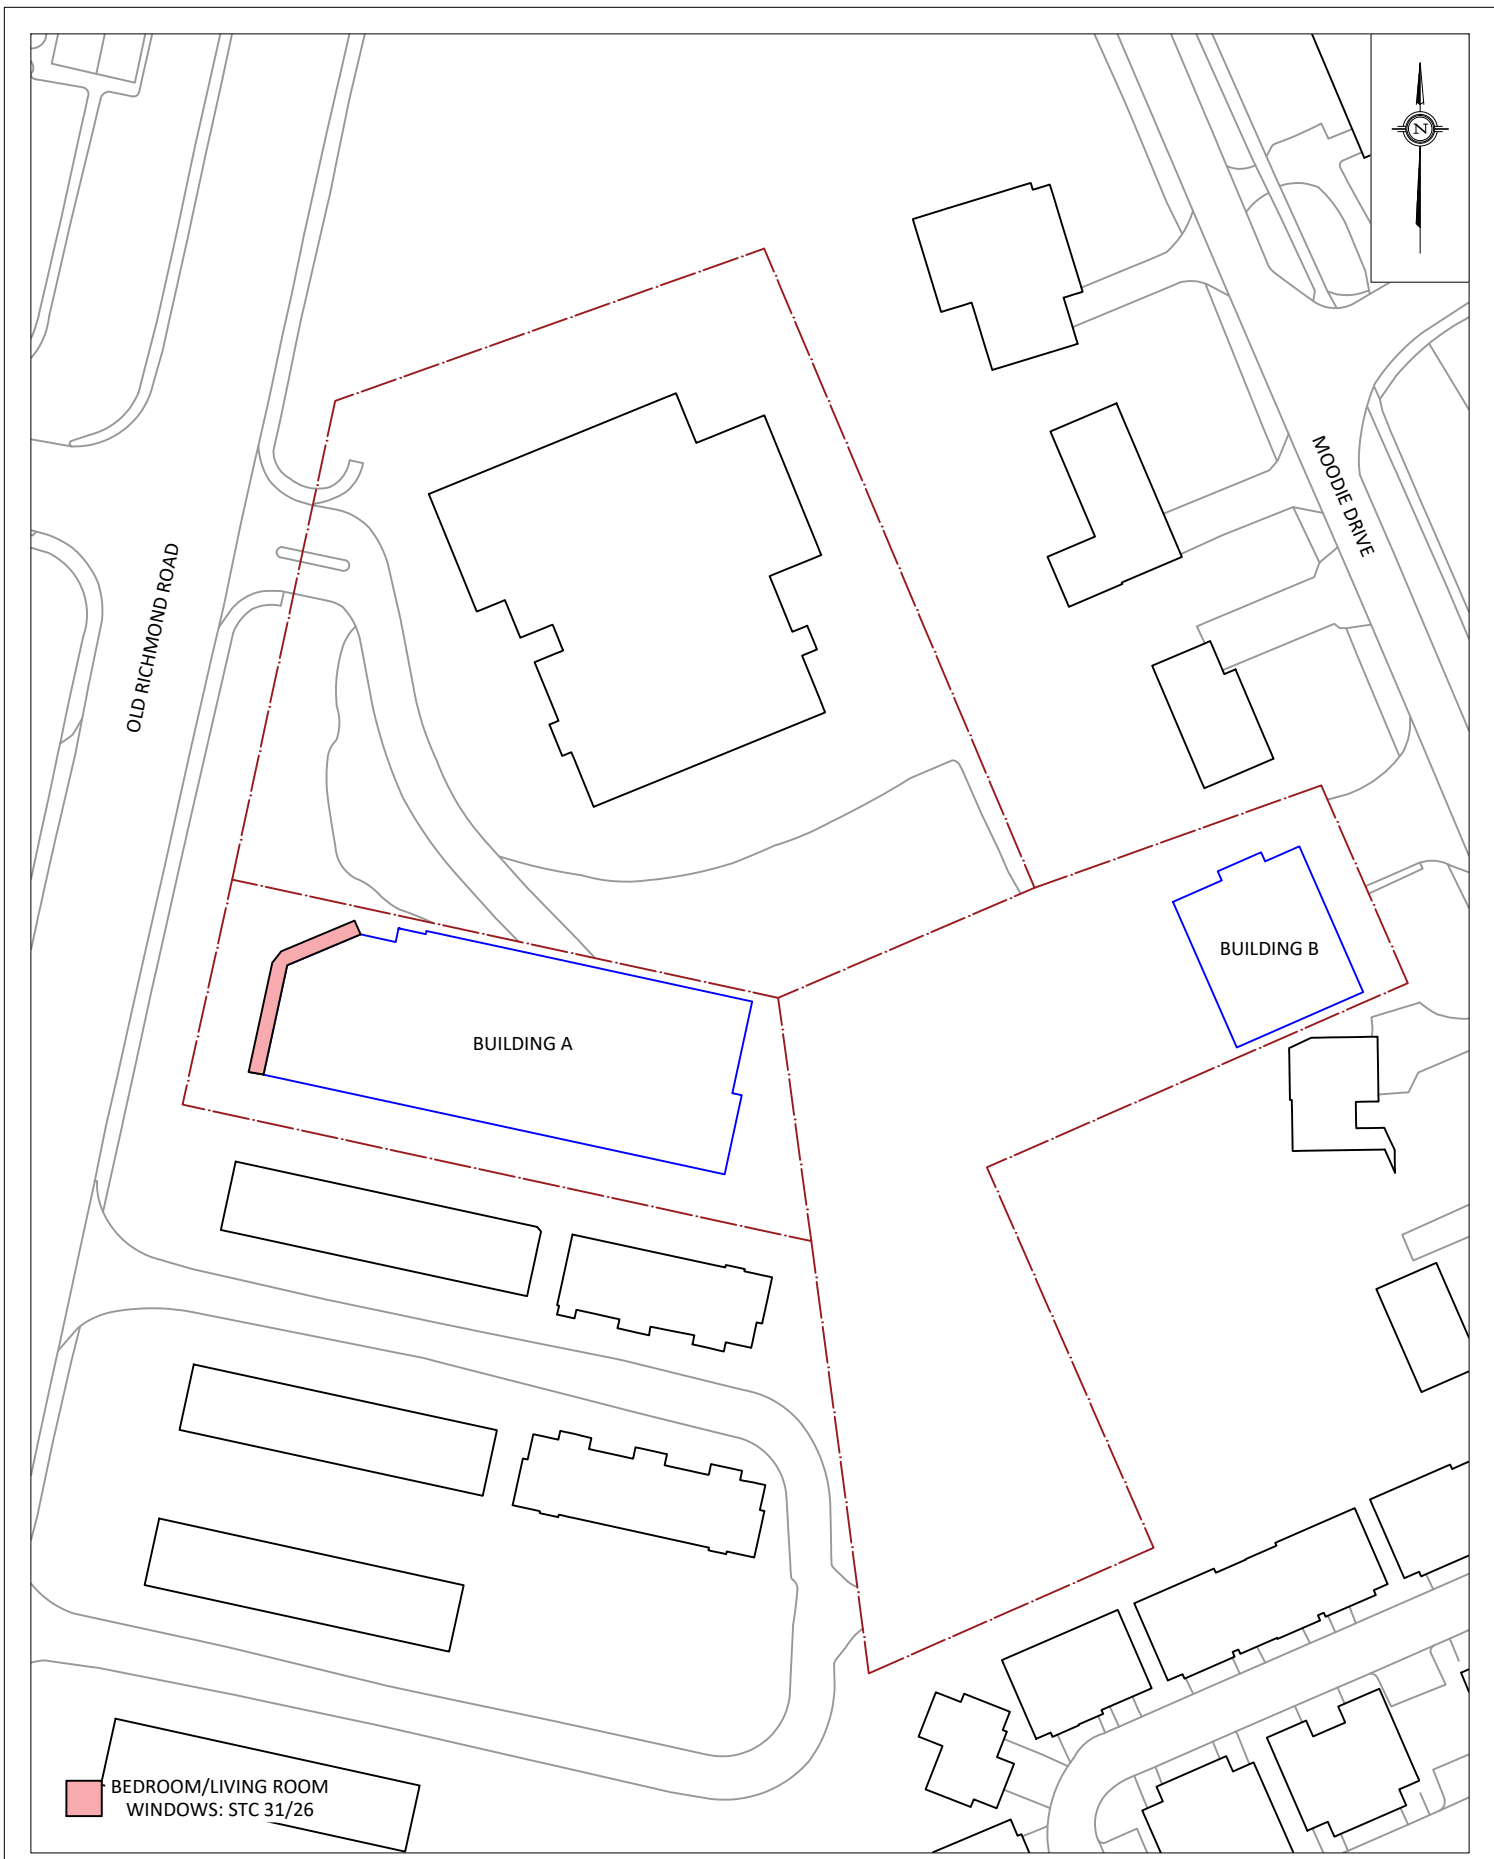 N
MOODIE DRIVE
OLD RICHMOND ROAD
BUILDING B
BUILDING A
BEDROOM/LIVING ROOM
WINDOWS: STC 31/26